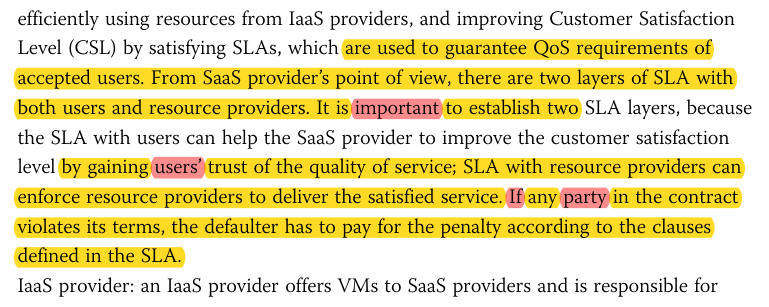 efficiently using resources from IaaS providers, and improving Customer Satisfaction
Level (CSL) by satisfying SLAs, which are used to guarantee QoS requirements of
accepted users. From SaaS provider's point of view, there are two layers of SLA with
both users and resource providers. It is important to establish two SLA layers, because
the SLA with users can help the SaaS provider to improve the customer satisfaction
level by gaining users' trust of the quality of service; SLA with resource providers can
enforce resource providers to deliver the satisfied service. If any party in the contract
violates its terms, the defaulter has to pay for the penalty according to the clauses
defined in the SLA.
IaaS provider: an IaaS provider offers VMs to SaaS providers and is responsible for